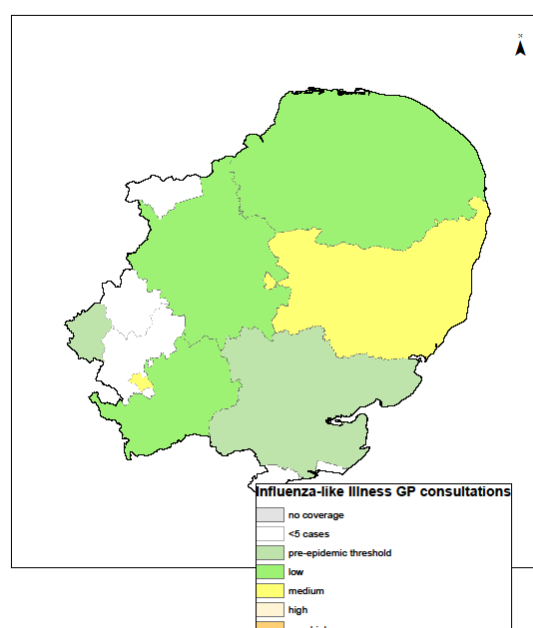 N
Influenza-like Illness GP consultations
no coverage
<5 cases
pre-epidemic threshold
low
medium
high